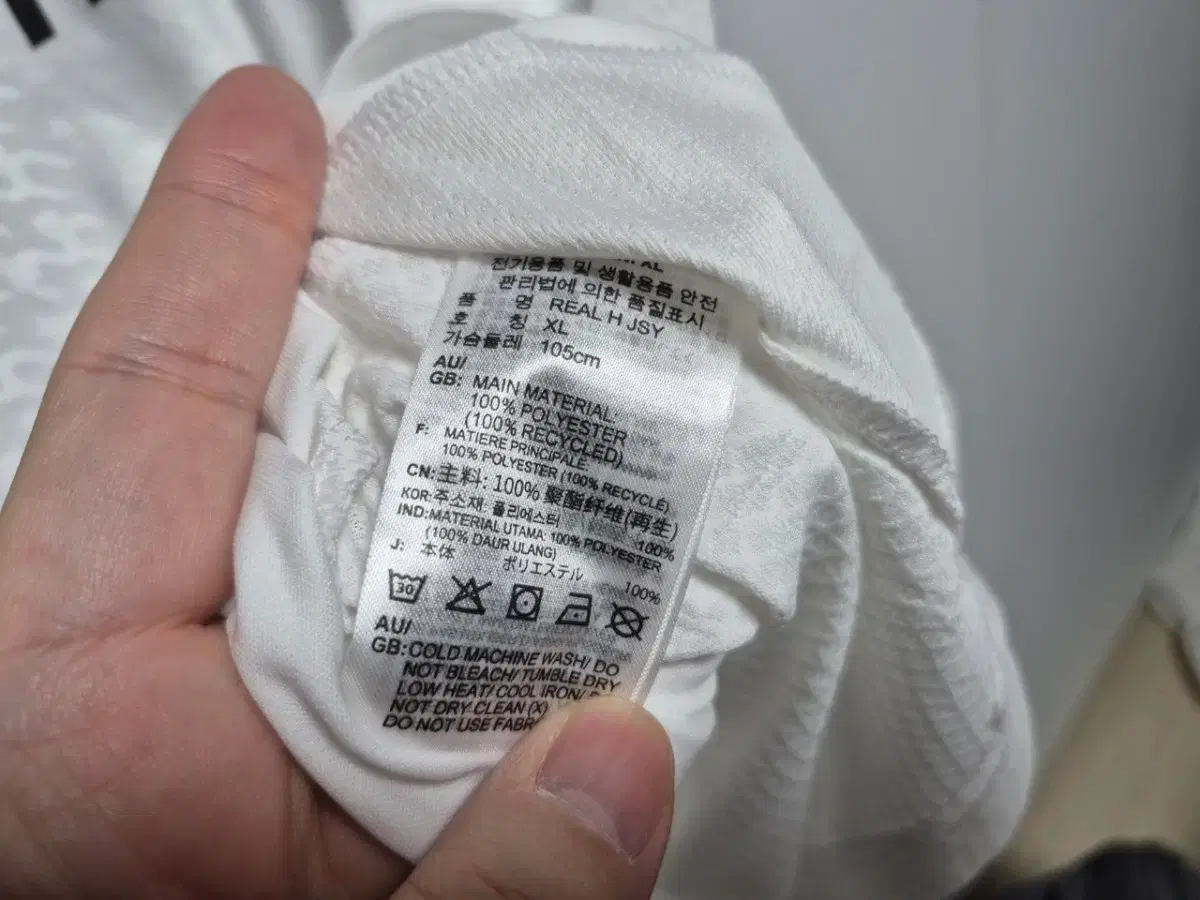 XL
전기용품 및 생활용품 안전
관리법에 의한 품질표시
품 명 REAL H JSY
호 칭 XL
가슴둘레 105cm
AU/
GB: MAIN MATERIAL:
100% POLYESTER
(100% RECYCLED)
F: MATIERE PRINCIPALE:
100% POLYESTER (100% RECYCLÉ)
CN: 主料: 100% 聚酯纤维(再生)
KOR: 주소재: 폴리에스터 100%
IND: MATERIAL UTAMA: 100% POLYESTER
(100% DAUR ULANG)
J: 本体
ポリエステル 100%
30
AU/
GB: COLD MACHINE WASH/ DO
NOT BLEACH/ TUMBLE DRY
LOW HEAT/ COOL IRON/
NOT DRY CLEAN (X)
DO NOT USE